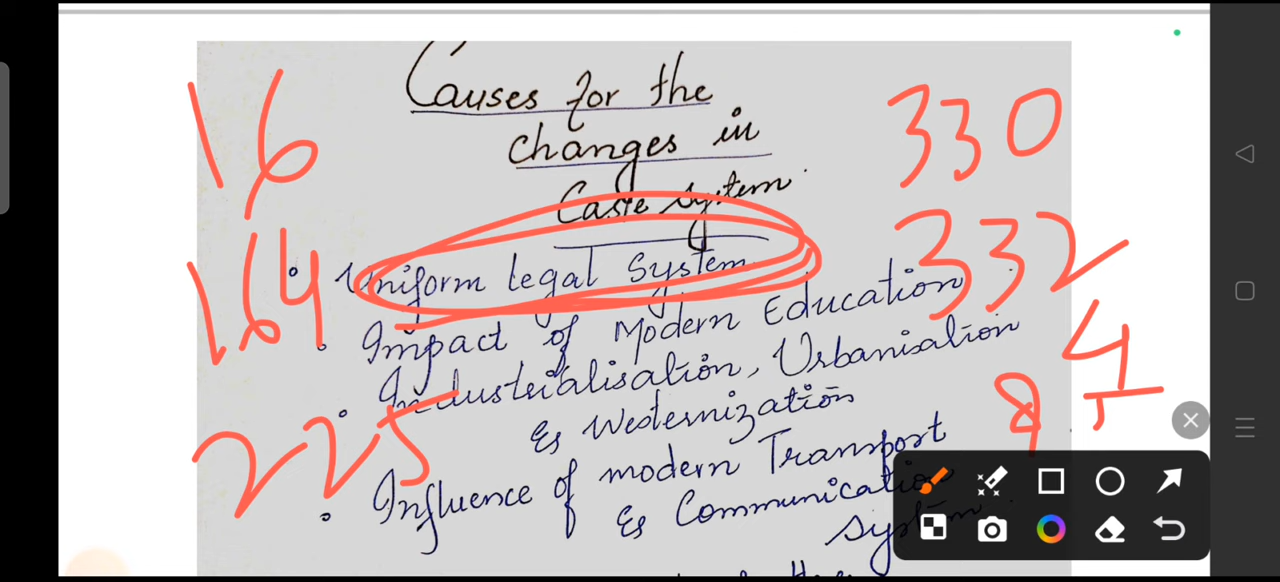 Causes for the
changes in
Caste System
16
330
164
332
• Uniform Legal System
• Impact of Modern Education
• Industrialisation, Urbanisation
& Westernization
225
• Influence of modern Transport
& Communication
System.
the